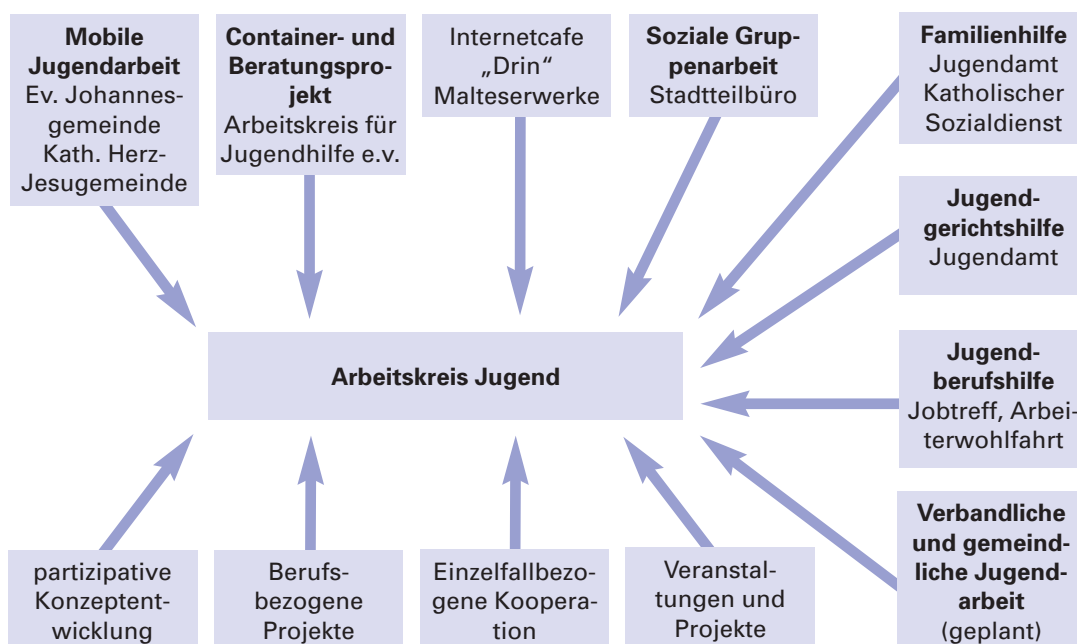 Mobile
Jugendarbeit
Ev. Johannes-
gemeinde
Kath. Herz-
Jesugemeinde
Container- und
Beratungspro-
jekt
Arbeitskreis für
Jugendhilfe e.v.
Internetcafe
„Drin“
Malteserwerke
Soziale Grup-
penarbeit
Stadtteilbüro
Familienhilfe
Jugendamt
Katholischer
Sozialdienst
Jugend-
gerichtshilfe
Jugendamt
Arbeitskreis Jugend
Jugend-
berufshilfe
Jobtreff, Arbei-
terwohlfahrt
partizipative
Konzeptent-
wicklung
Berufs-
bezogene
Projekte
Einzelfallbezo-
gene Koopera-
tion
Veranstal-
tungen und
Projekte
Verbandliche
und gemeind-
liche Jugend-
arbeit
(geplant)